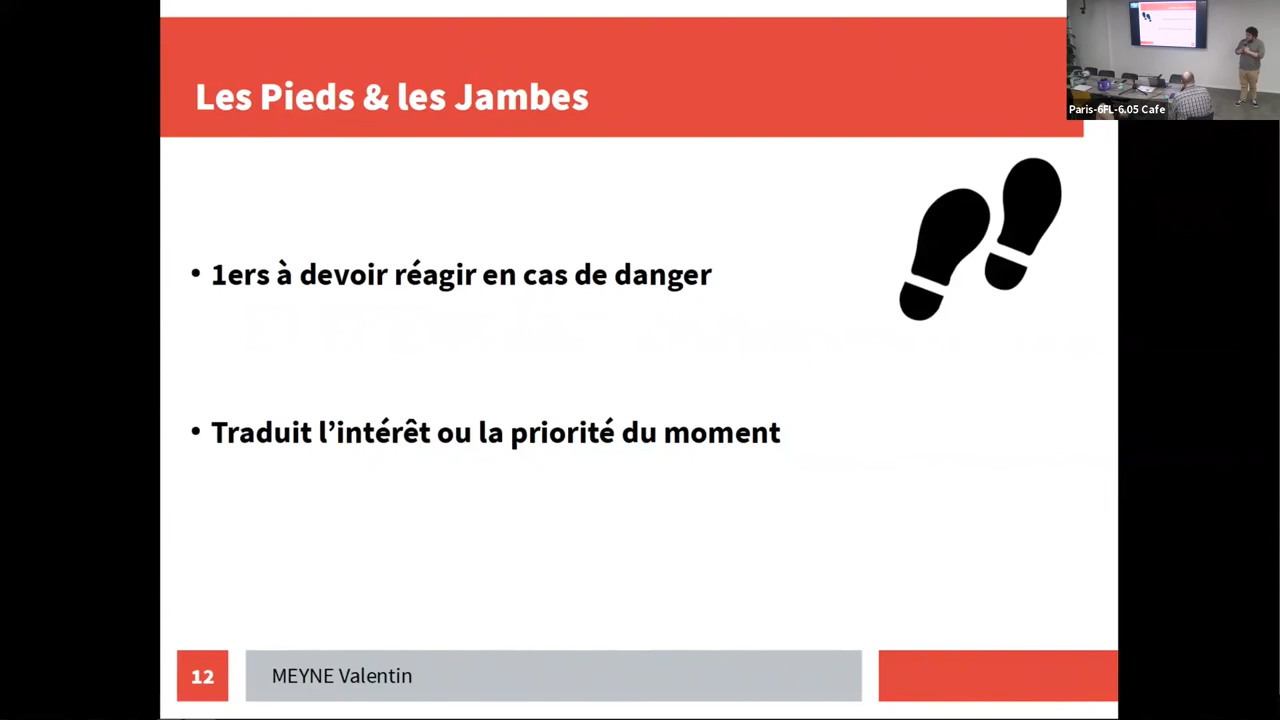 Les Pieds & les Jambes
Paris-6FL-6.05 Cafe
• 1ers à devoir réagir en cas de danger
• Traduit l’intérêt ou la priorité du moment
12
MEYNE Valentin